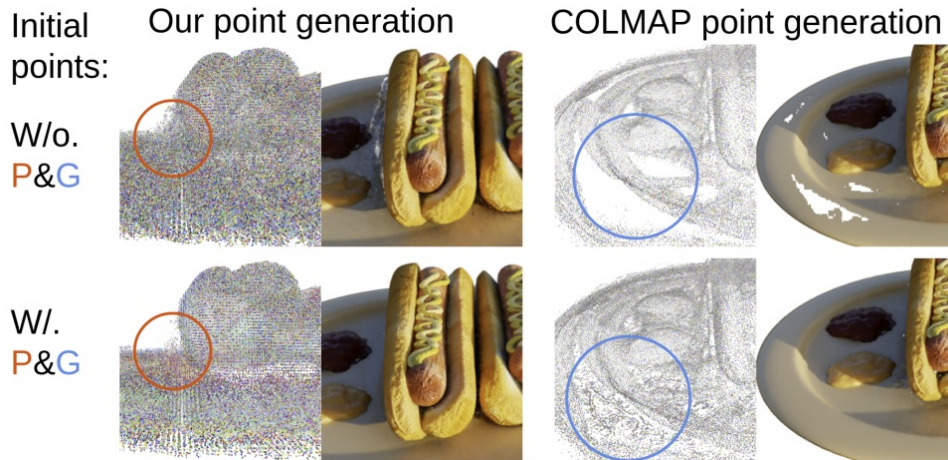 Initial
points:
Our point generation
COLMAP point generation
W/o.
P&G
W/.
P&G